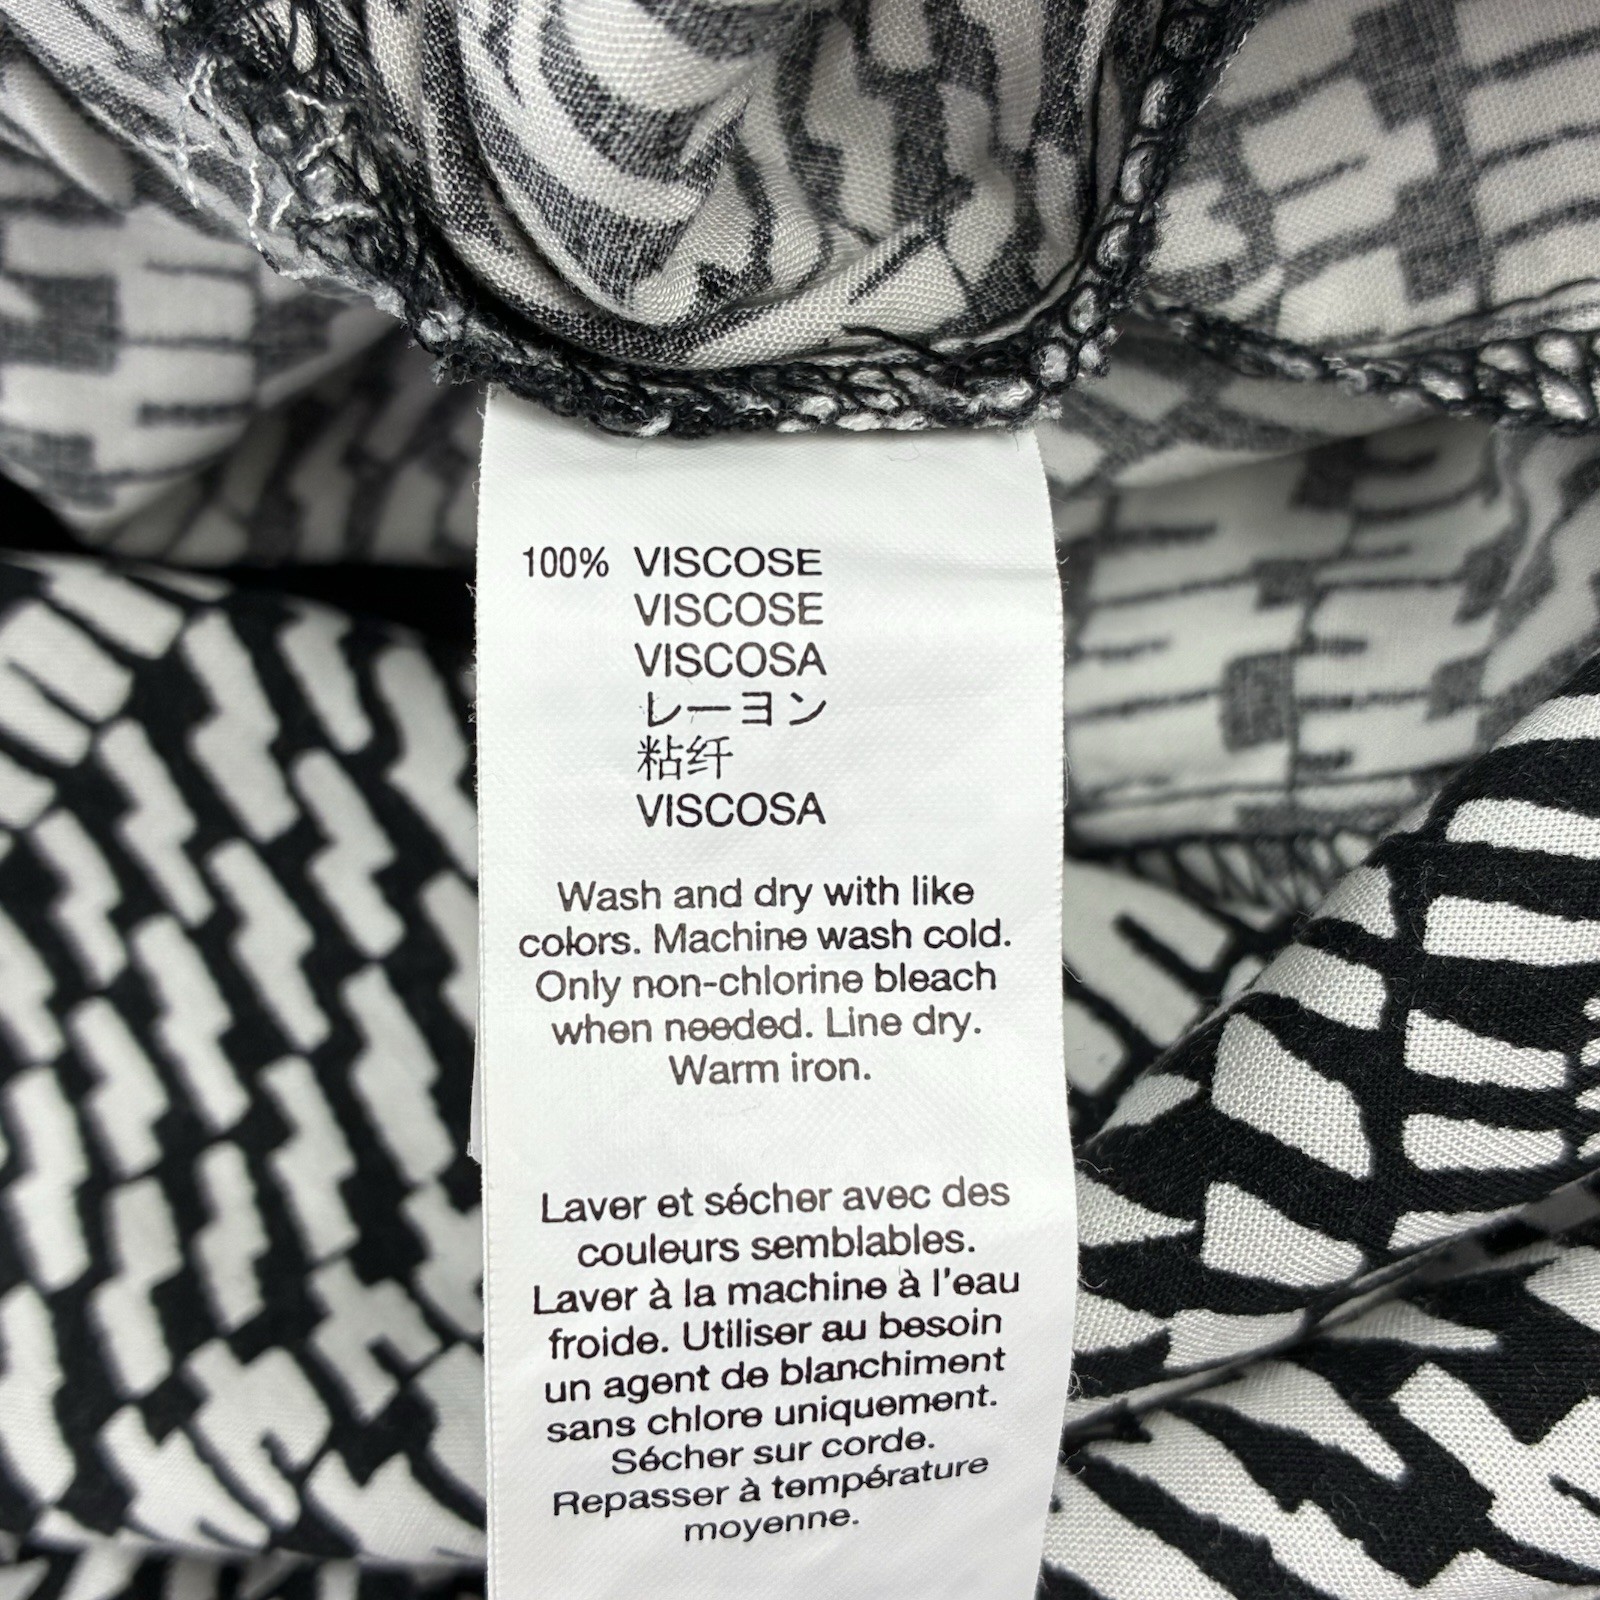 100% VISCOSE
VISCOSE
VISCOSA
レーヨン
粘纤
VISCOSA
Wash and dry with like
colors. Machine wash cold.
Only non-chlorine bleach
when needed. Line dry.
Warm iron.
Laver et sécher avec des
couleurs semblables.
Laver à la machine à l'eau
froide. Utiliser au besoin
un agent de blanchiment
sans chlore uniquement.
Sécher sur corde.
Repasser à température
moyenne.